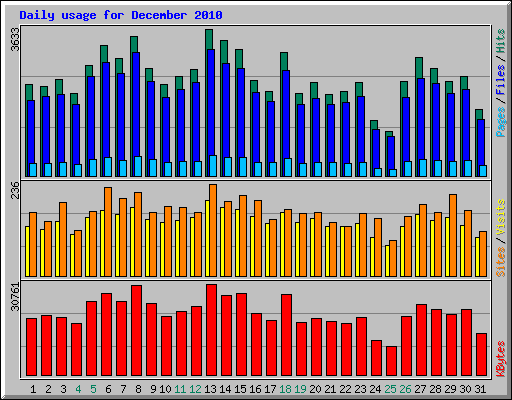 Daily usage for December 2010
3633
Pages / Files / Hits
236
Sites / Visits
30761
KBytes
1 2 3 4 5 6 7 8 9 10 11 12 13 14 15 16 17 18 19 20 21 22 23 24 25 26 27 28 29 30 31